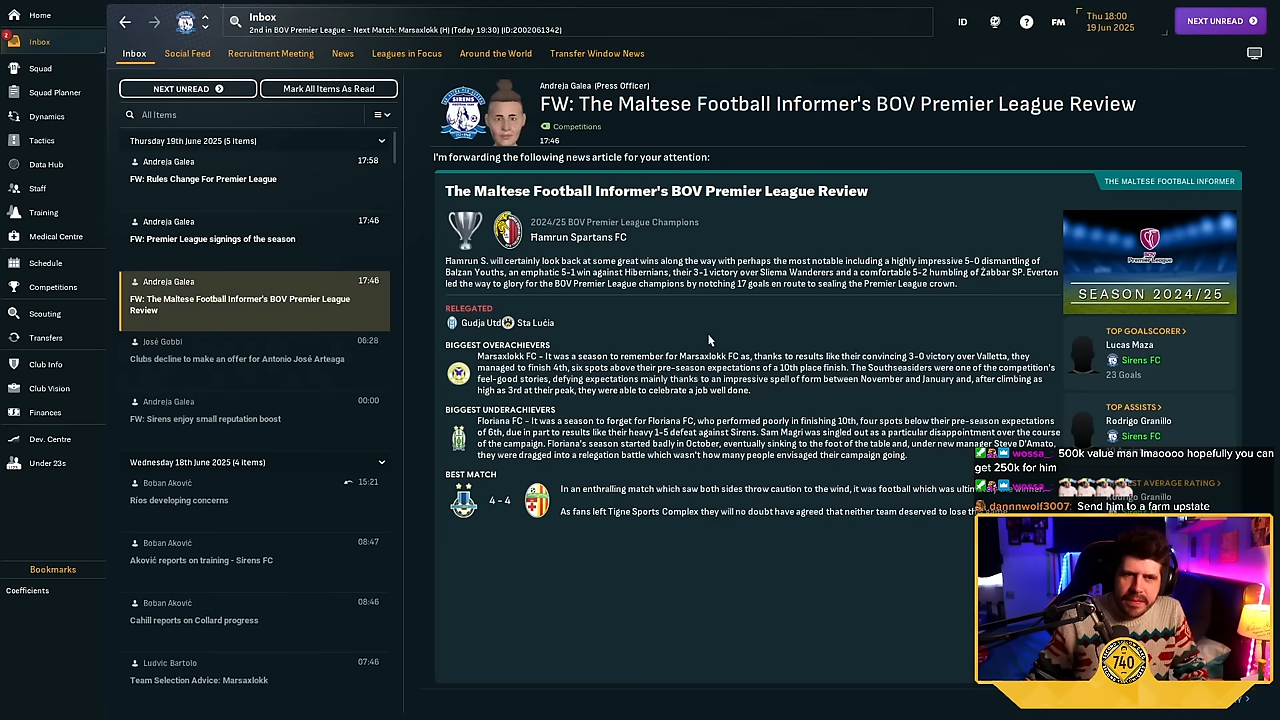 Home
Inbox
Squad
Squad Planner
Dynamics
Tactics
Data Hub
Staff
Training
Medical Centre
Schedule
Competitions
Scouting
Transfers
Club Info
Club Vision
Finances
Dev. Centre
Under 23s
Bookmarks
Coefficients
2
Inbox
2nd in BOV Premier League - Next Match: Marsaxlokk (H) (Today 19:30) (ID:2002061342)
ID
FM
Thu 18:00
19 Jun 2025
NEXT UNREAD
Inbox Social Feed Recruitment Meeting News Leagues in Focus Around the World Transfer Window News
NEXT UNREAD
Mark All Items As Read
All Items
Thursday 19th June 2025 (5 items)
Andreja Galea 17:58
FW: Rules Change For Premier League
Andreja Galea 17:46
FW: Premier League signings of the season
Andreja Galea 17:46
FW: The Maltese Football Informer's BOV Premier League
Review
José Gobbi 06:28
Clubs decline to make an offer for Antonio José Arteaga
Andreja Galea 00:00
FW: Sirens enjoy small reputation boost
Wednesday 18th June 2025 (4 items)
Boban Aković 15:21
Ríos developing concerns
Boban Aković 08:47
Aković reports on training - Sirens FC
Boban Aković 08:46
Cahill reports on Collard progress
Ludvic Bartolo 07:46
Team Selection Advice: Marsaxlokk
SIRENS
Andreja Galea (Press Officer)
FW: The Maltese Football Informer's BOV Premier League Review
Competitions
17:46
I'm forwarding the following news article for your attention:
THE MALTESE FOOTBALL INFORMER
The Maltese Football Informer's BOV Premier League Review
2024/25 BOV Premier League Champions
Ħamrun Spartans FC
Ħamrun S. will certainly look back at some great wins along the way with perhaps the most notable including a highly impressive 5-0 dismantling of
Balzan Youths, an emphatic 5-1 win against Hibernians, their 3-1 victory over Sliema Wanderers and a comfortable 5-2 humbling of Żabbar SP. Everton
led the way to glory for the BOV Premier League champions by notching 17 goals en route to sealing the Premier League crown.
RELEGATED
Gudja Utd Sta Luċia
BIGGEST OVERACHIEVERS
Marsaxlokk FC - It was a season to remember for Marsaxlokk FC as, thanks to results like their convincing 3-0 victory over Valletta, they
managed to finish 4th, six spots above their pre-season expectations of a 10th place finish. The Southseasiders were one of the competition's
feel-good stories, defying expectations mainly thanks to an impressive spell of form between November and January and, after climbing as
high as 3rd at their peak, they were able to celebrate a job well done.
BIGGEST UNDERACHIEVERS
Floriana FC - It was a season to forget for Floriana FC, who performed poorly in finishing 10th, four spots below their pre-season expectations
of 6th, due in part to results like their heavy 1-5 defeat against Sirens. Sam Magri was singled out as a particular disappointment over the course
of the campaign. Floriana's season started badly in October, eventually sinking to the foot of the table and, under new manager Steve D'Amato,
they were dragged into a relegation battle which wasn't how many people envisaged their campaign going.
BEST MATCH
4 - 4
In an enthralling match which saw both sides throw caution to the wind, it was football which was
As fans left Tigne Sports Complex they will no doubt have agreed that neither team deserved to lose
BOV
Premier League
SEASON 2024/25
TOP GOALSCORER
Lucas Maza
Sirens FC
23 Goals
TOP ASSISTS
Rodrigo Granillo
Sirens FC
AVERAGE RATING
Rodrigo Granillo
wossa_: 500k value man lmaoooo hopefully you can
get 250k for him
wossa_:
dannnwolf3007: Send him to a farm upstate
740